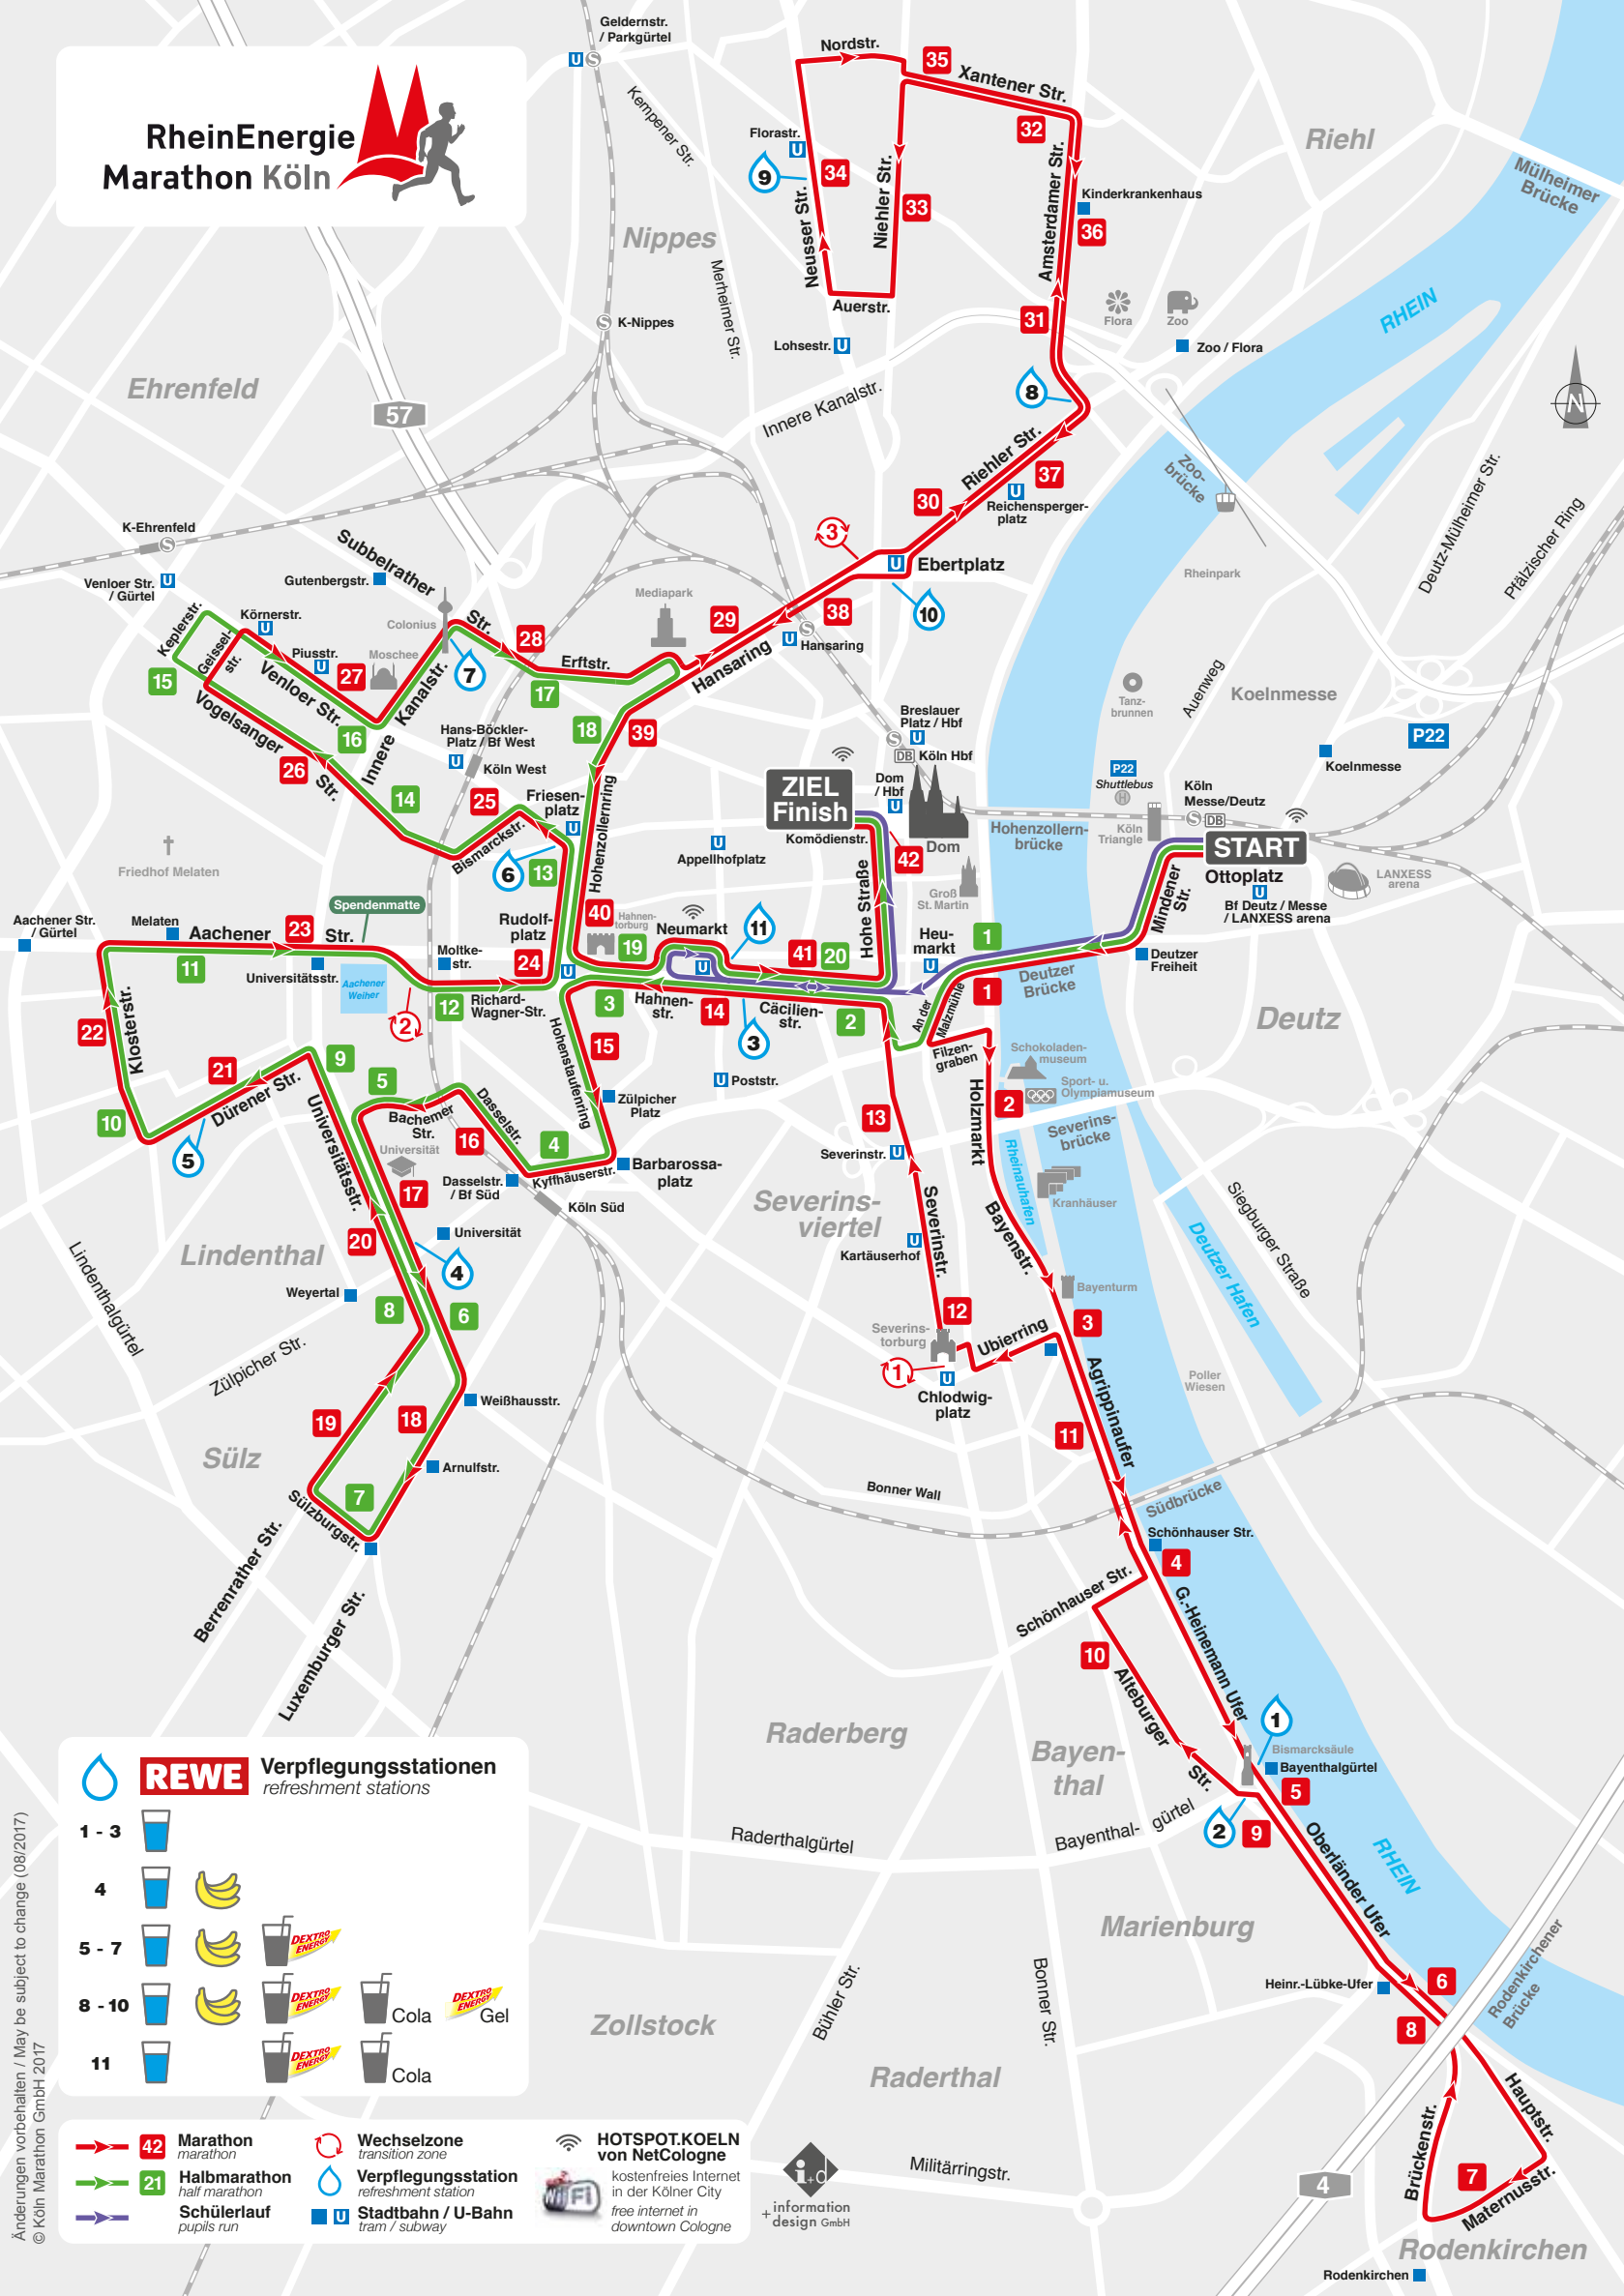 RheinEnergie
Marathon Köln
Geldernstr.
/ Parkgürtel
U S
Nordstr.
35
Xantener Str.
32
Riehl
Mülheimer
Brücke
Kempener Str.
Florastr.
U
9
34
Neusser Str.
Niehler Str.
33
Amsterdamer Str.
Kinderkrankenhaus
36
Nippes
Merheimer Str.
Auerstr.
31
Flora
Zoo
RHEIN
S K-Nippes
Lohsestr. U
Zoo / Flora
Ehrenfeld
57
Innere Kanalstr.
8
N
Riehler Str.
37
Zoo-
brücke
30
U
Reichensperger-
platz
Deutz-Mülheimer Str.
Pfälzischer Ring
K-Ehrenfeld
S
3
Subbelrather
Str.
U Ebertplatz
Rheinpark
Venloer Str.
/ Gürtel
U
Gutenbergstr.
Mediapark
10
Keplerstr.
Körnerstr.
U
Colonius
29
38
Geissel-
str.
28
S
U Hansaring
15
Piusstr.
U
Moschee
27
7
Erftstr.
17
Hansaring
Venloer Str.
Kanalstr.
Tanz-
brunnen
Auenweg
Koelnmesse
Vogelsanger
Str.
16
Innere
18
39
Breslauer
Platz / Hbf
S U
P22
26
Hans-Böckler-
Platz / Bf West
U
Köln West
DB Köln Hbf
Koelnmesse
14
25
Friesen-
platz
U
Hohenzollernring
ZIEL
Finish
Dom
/ Hbf
U
P22
Shuttlebus
H
Köln
Messe/Deutz
S DB
Bismarckstr.
Komödienstr.
Dom
Hohenzollern-
brücke
Köln
Triangle
START
Friedhof Melaten
6
13
U
Appellhofplatz
42
Ottoplatz
U
Bf Deutz / Messe
/ LANXESS arena
LANXESS
arena
Spendenmatte
Groß
St. Martin
Mindener
Str.
Aachener Str.
/ Gürtel
Melaten
Aachener
23
Str.
Rudolf-
platz
40
Hahnen-
torburg
19
Neumarkt
11
Hohe Straße
Heu-
markt
U
1
Deutzer
Freiheit
11
Universitätsstr.
Moltke-
str.
24
U
U
41
20
Aachener
Weiher
12
Richard-
Wagner-Str.
3
Hahnen-
str.
14
Cäcilien-
str.
2
Deutzer
Brücke
1
22
Klosterstr.
2
Hohenstaufenring
15
3
An der
Malzmühle
Filzen-
graben
Deutz
21
Dürener Str.
9
5
U Poststr.
Schokoladen-
museum
10
5
Bachemer
Str.
Dasselstr.
Zülpicher
Platz
13
Holzmarkt
2
Sport- u.
Olympiamuseum
Universitätsstr.
Universität
16
4
Severins-
brücke
17
Dasselstr.
/ Bf Süd
Kyffhäuserstr.
Barbarossa-
platz
Severinstr. U
Rheinauhafen
Kranhäuser
Köln Süd
Severins-
viertel
Severinstr.
Bayenstr.
Siegburger Straße
Lindenthalgürtel
Lindenthal
20
Universität
4
U
Kartäuserhof
Deutzer Hafen
Weyertal
8
6
Bayenturm
Zülpicher Str.
Severins-
torburg
12
Ubierring
3
1
U
Chlodwig-
platz
Agrippinaufer
Poller
Wiesen
19
18
Weißhausstr.
11
Sülz
Arnulfstr.
7
Sülzburgstr.
Bonner Wall
Südbrücke
Schönhauser Str.
4
Berrenrather Str.
Luxemburger Str.
Schönhauser Str.
G.-Heinemann Ufer
10
Alteburger
Str.
1
Raderberg
Bayen-
thal
Bismarcksäule
Bayenthalgürtel
5
2
9
Raderthalgürtel
Bayenthal- gürtel
Oberländer Ufer
RHEIN
Marienburg
Bühler Str.
Bonner Str.
Heinr.-Lübke-Ufer
6
Rodenkirchener
Brücke
Zollstock
8
Raderthal
Hauptstr.
Brückenstr.
7
Maternusstr.
Militärringstr.
4
Rodenkirchen
Rodenkirchen
REWE
Verpflegungsstationen
refreshment stations
1 - 3
4
5 - 7
DEXTRO
ENERGY
8 - 10
DEXTRO
ENERGY
Cola
DEXTRO
ENERGY
Gel
11
DEXTRO
ENERGY
Cola
42 Marathon
marathon
21 Halbmarathon
half marathon
Schülerlauf
pupils run
Wechselzone
transition zone
Verpflegungsstation
refreshment station
U Stadtbahn / U-Bahn
tram / subway
HOTSPOT.KOELN
von NetCologne
WiFi
kostenfreies Internet
in der Kölner City
free internet in
downtown Cologne
i+d
+information
design GmbH
Änderungen vorbehalten / May be subject to change (08/2017)
© Köln Marathon GmbH 2017